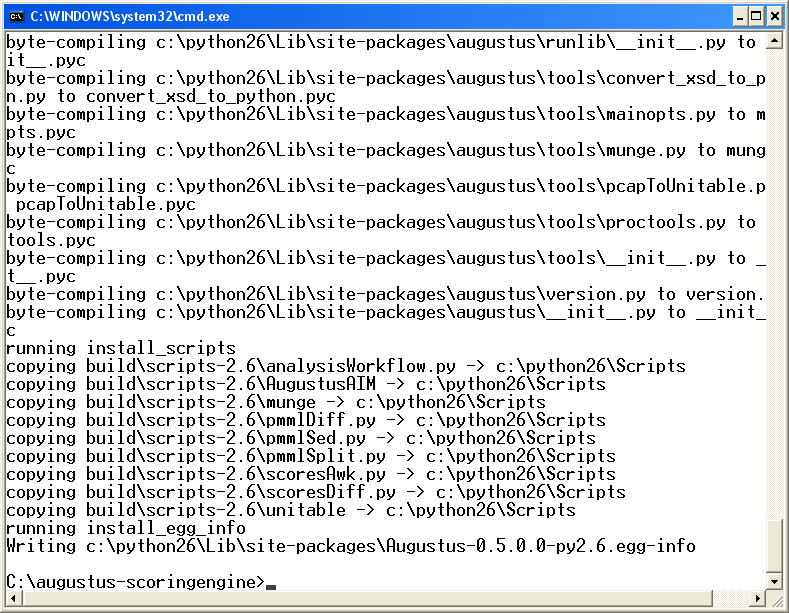 C:\WINDOWS\system32\cmd.exe
byte-compiling c:\python26\Lib\site-packages\augustus\runlib\__init__.py to
it__.pyc
byte-compiling c:\python26\Lib\site-packages\augustus\tools\convert_xsd_to_p
n.py to convert_xsd_to_python.pyc
byte-compiling c:\python26\Lib\site-packages\augustus\tools\mainopts.py to m
pts.pyc
byte-compiling c:\python26\Lib\site-packages\augustus\tools\munge.py to mung
c
byte-compiling c:\python26\Lib\site-packages\augustus\tools\pcapToUnitable.p
pcapToUnitable.pyc
byte-compiling c:\python26\Lib\site-packages\augustus\tools\proctools.py to
tools.pyc
byte-compiling c:\python26\Lib\site-packages\augustus\tools\__init__.py to _
t__.pyc
byte-compiling c:\python26\Lib\site-packages\augustus\version.py to version.
byte-compiling c:\python26\Lib\site-packages\augustus\__init__.py to __init_
c
running install_scripts
copying build\scripts-2.6\analysisWorkflow.py -> c:\python26\Scripts
copying build\scripts-2.6\AugustusAIM -> c:\python26\Scripts
copying build\scripts-2.6\munge -> c:\python26\Scripts
copying build\scripts-2.6\pmmlDiff.py -> c:\python26\Scripts
copying build\scripts-2.6\pmmlSed.py -> c:\python26\Scripts
copying build\scripts-2.6\pmmlSplit.py -> c:\python26\Scripts
copying build\scripts-2.6\scoresAwk.py -> c:\python26\Scripts
copying build\scripts-2.6\scoresDiff.py -> c:\python26\Scripts
copying build\scripts-2.6\unitable -> c:\python26\Scripts
running install_egg_info
Writing c:\python26\Lib\site-packages\Augustus-0.5.0.0-py2.6.egg-info
C:\augustus-scoringengine>_